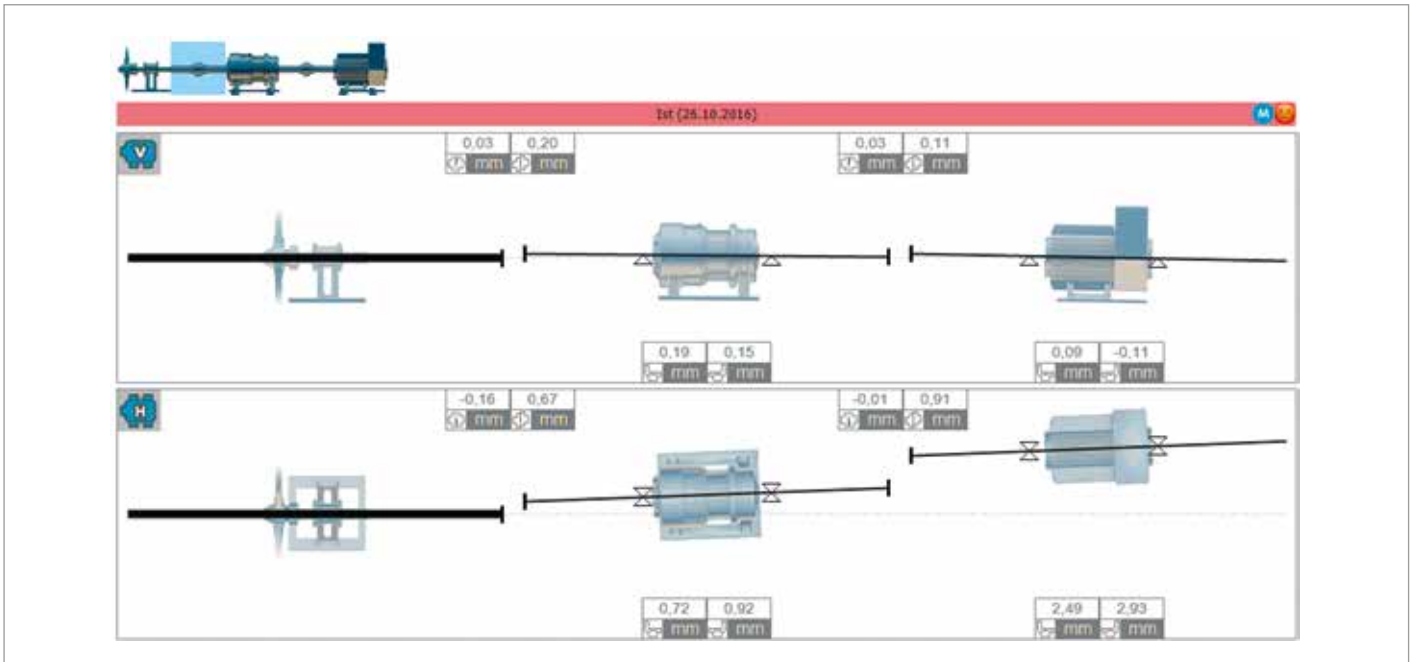 Ist (26.10.2016)
M
V
0,03 0,20
mm mm
0,03 0,11
mm mm
0,19 0,15
mm mm
0,09 -0,11
mm mm
H
-0,16 0,67
mm mm
-0,01 0,91
mm mm
0,72 0,92
mm mm
2,49 2,93
mm mm